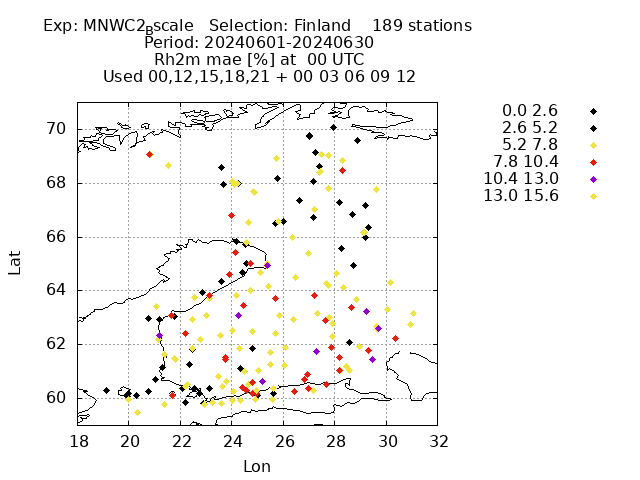 Exp: MNWC2Bscale Selection: Finland 189 stations
Period: 20240601-20240630
Rh2m mae [%] at 00 UTC
Used 00,12,15,18,21 + 00 03 06 09 12
0.0 2.6
2.6 5.2
5.2 7.8
7.8 10.4
10.4 13.0
13.0 15.6
70
68
66
64
62
60
Lat
18 20 22 24 26 28 30 32
Lon